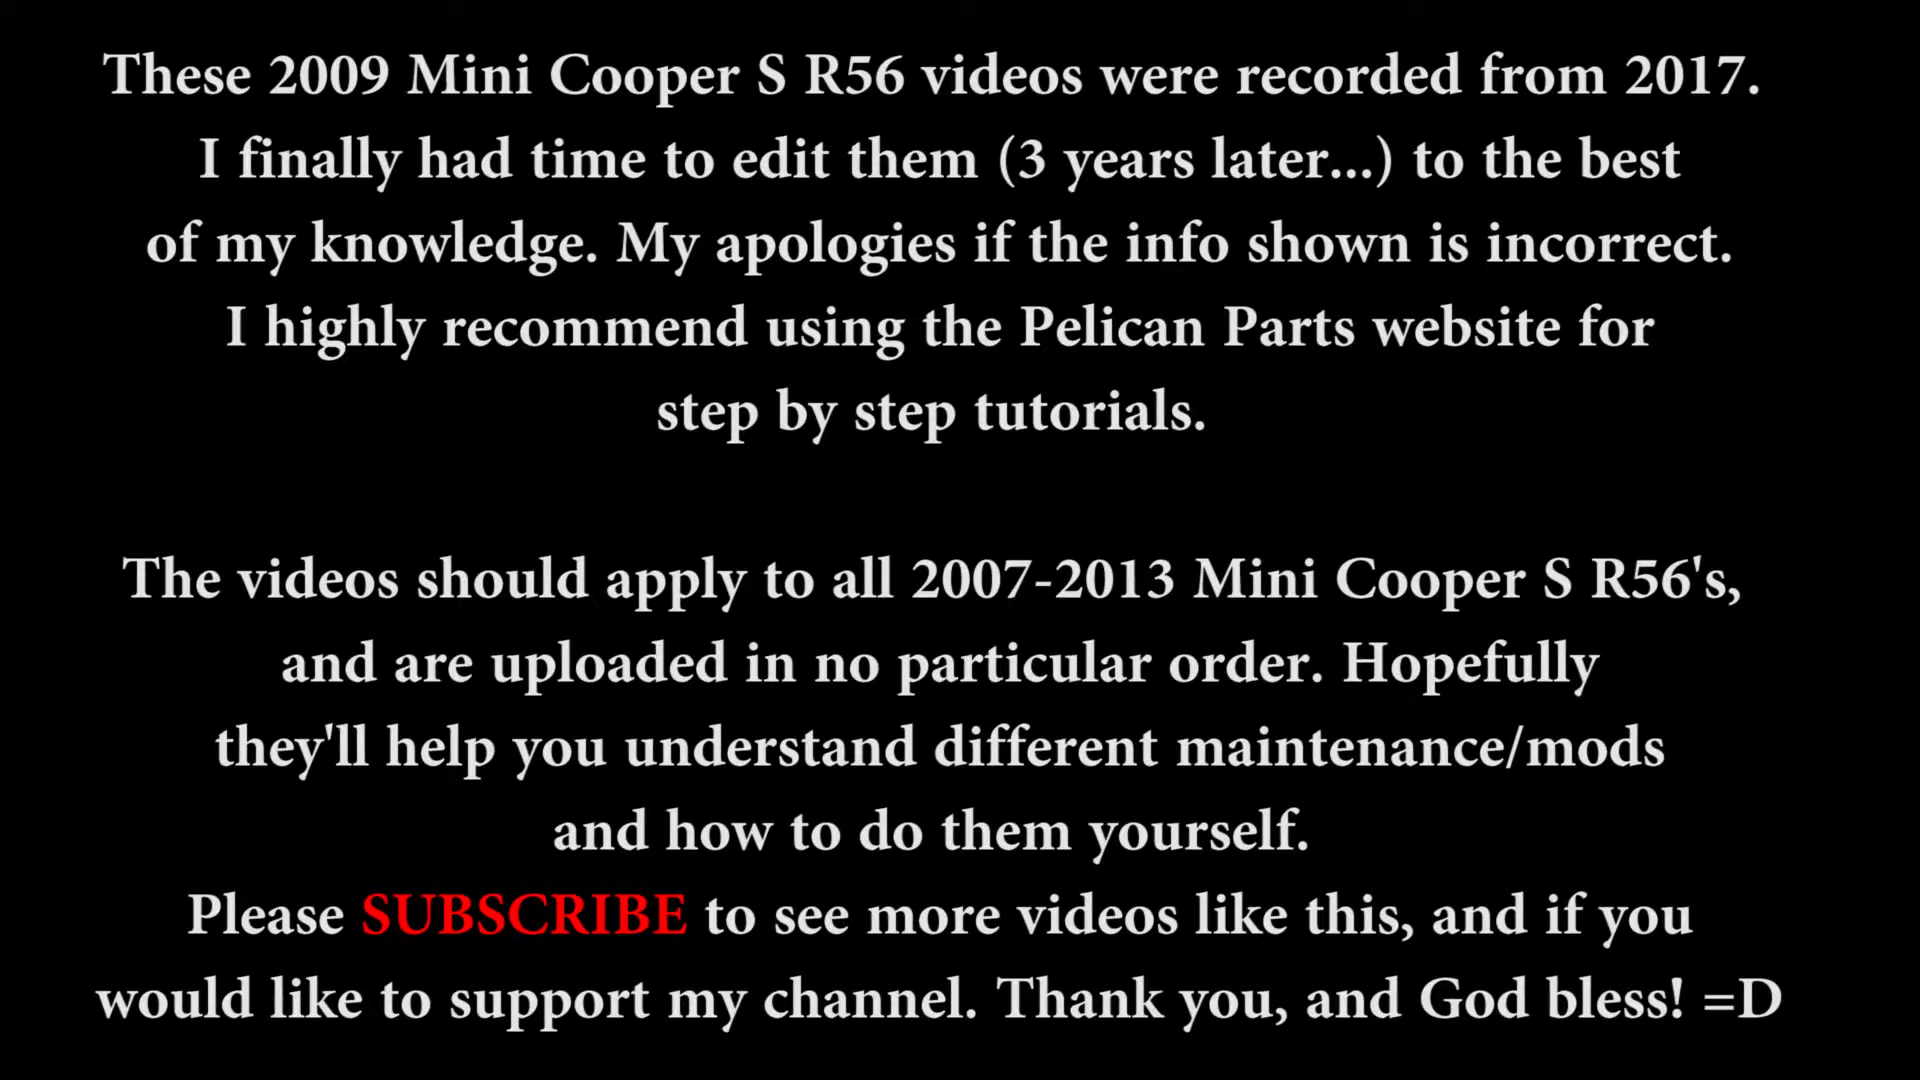 These 2009 Mini Cooper S R56 videos were recorded from 2017.
I finally had time to edit them (3 years later...) to the best
of my knowledge. My apologies if the info shown is incorrect.
I highly recommend using the Pelican Parts website for
step by step tutorials.
The videos should apply to all 2007-2013 Mini Cooper S R56's,
and are uploaded in no particular order. Hopefully
they'll help you understand different maintenance/mods
and how to do them yourself.
Please SUBSCRIBE to see more videos like this, and if you
would like to support my channel. Thank you, and God bless! =D